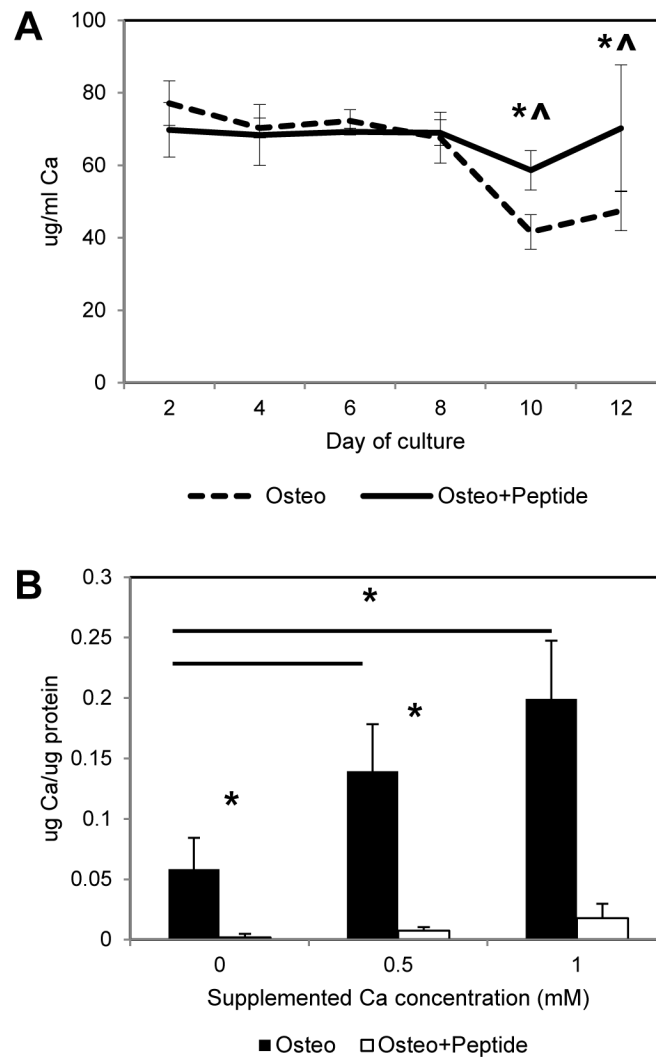 A
100
80
60
40
20
0
ug/ml Ca
*^
*^
2 4 6 8 10 12
Day of culture
Osteo Osteo+Peptide
B
0.3
0.25
0.2
0.15
0.1
0.05
0
ug Ca/ug protein
*
*
*
0 0.5 1
Supplemented Ca concentration (mM)
Osteo Osteo+Peptide